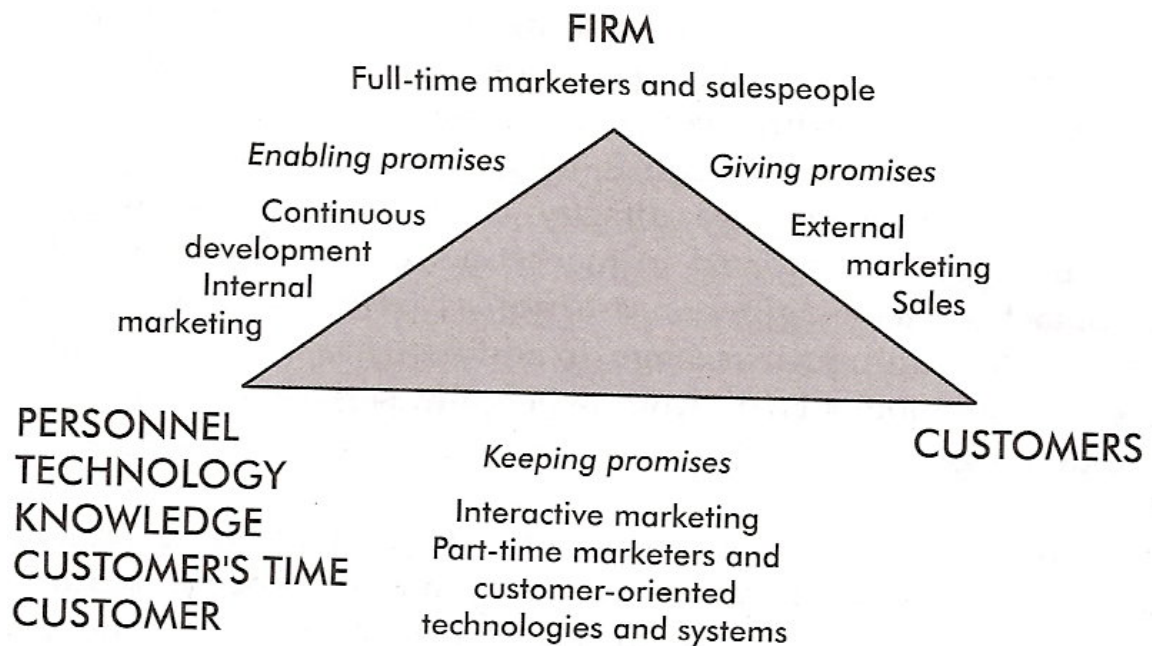 FIRM
Full-time marketers and salespeople
Enabling promises
Continuous
development
Internal
marketing
Giving promises
External
marketing
Sales
PERSONNEL
TECHNOLOGY
KNOWLEDGE
CUSTOMER'S TIME
CUSTOMER
Keeping promises
Interactive marketing
Part-time marketers and
customer-oriented
technologies and systems
CUSTOMERS